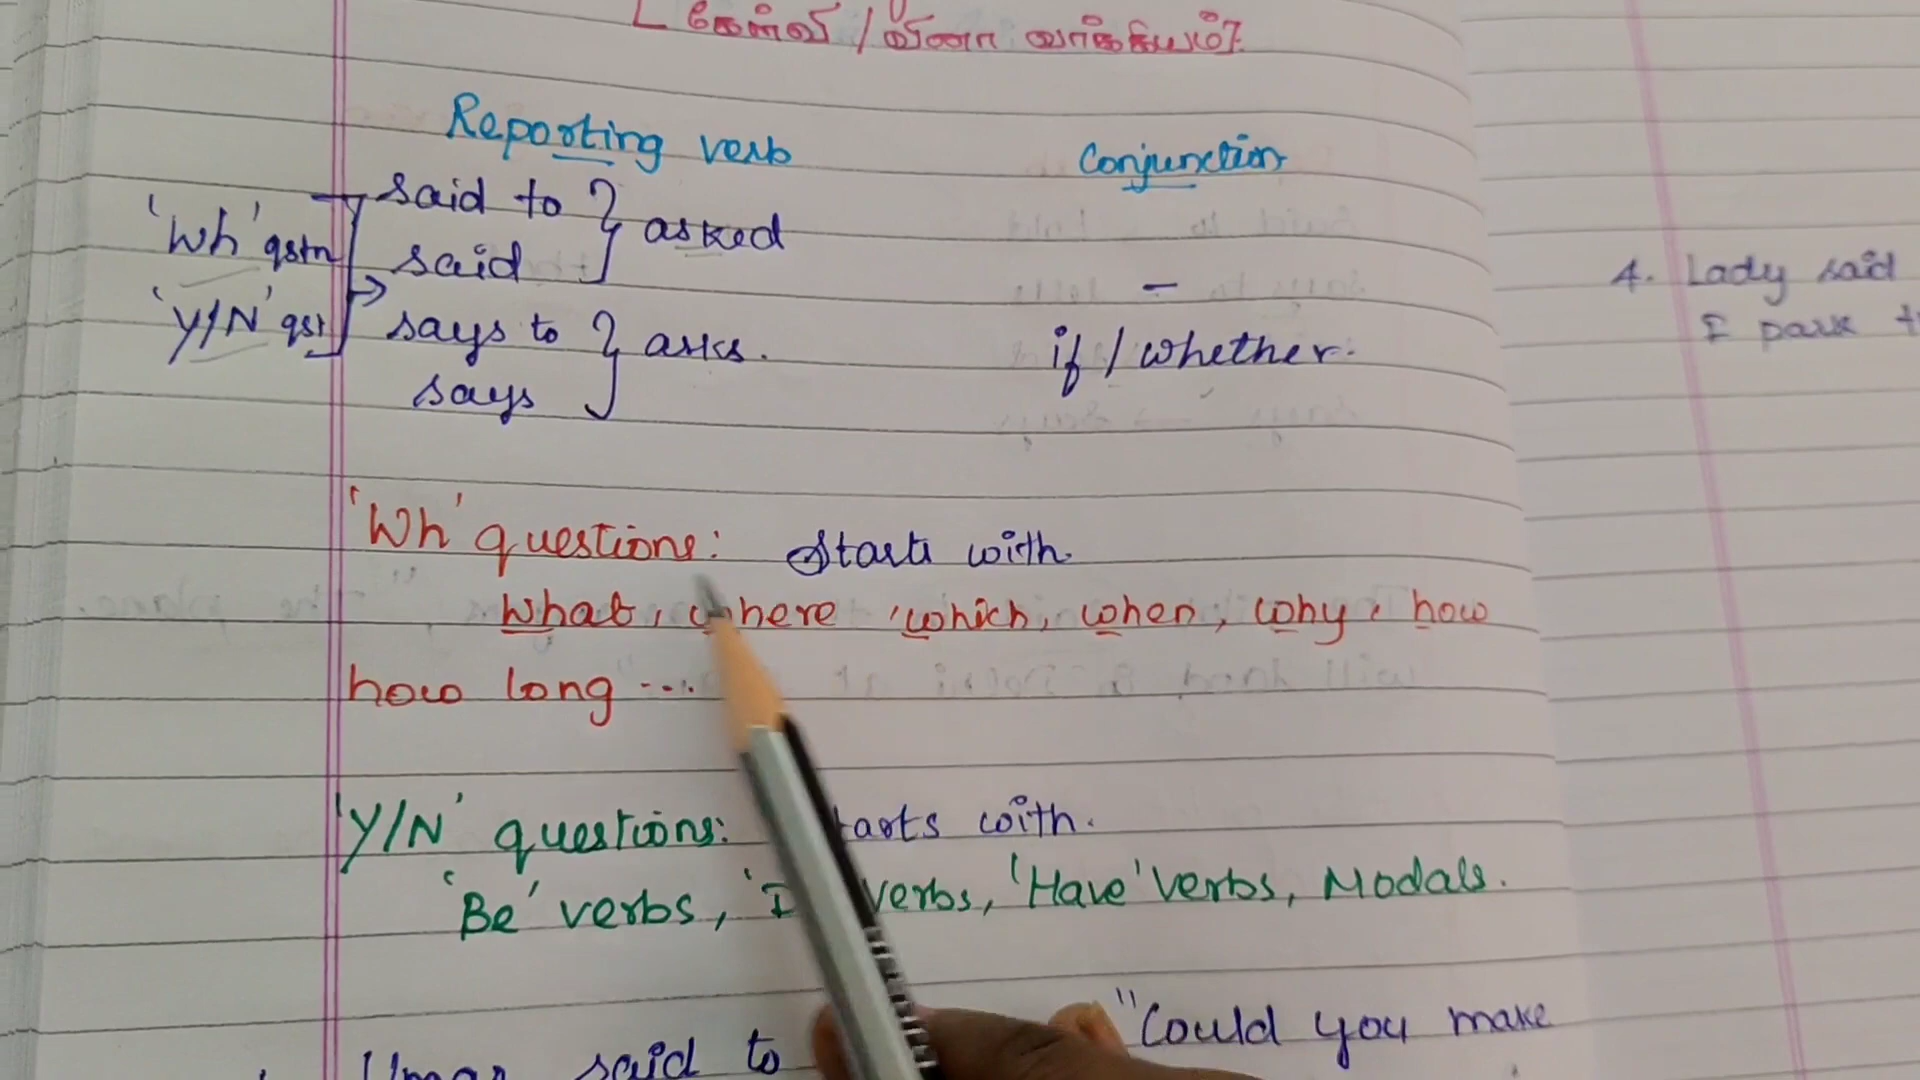 கேள்வி / வினா வாக்கியம்?
Reporting verb Conjunction
'Wh' qstn said to } asked
said –
'Y/N' qst says to } asks. if / whether.
says
'Wh' questions: Starts with.
What, where, which, when, why, how
how long ....
'Y/N' questions: with.
'Be' verbs, verbs, 'Have' verbs, Modals.
said to "Could you make
4. Lady said
I park